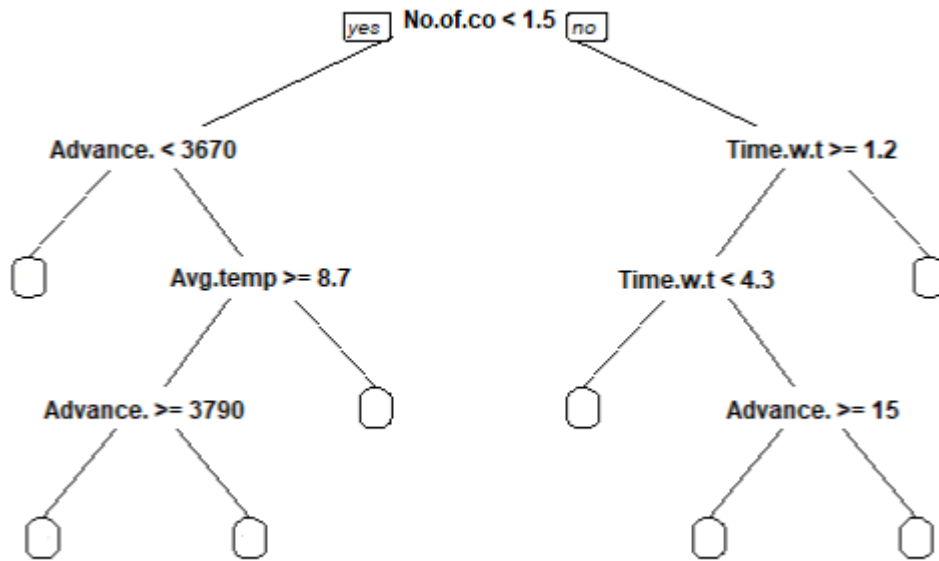 yes No.of.co < 1.5 no
Advance. < 3670 Time.w.t >= 1.2
Avg.temp >= 8.7 Time.w.t < 4.3
Advance. >= 3790 Advance. >= 15